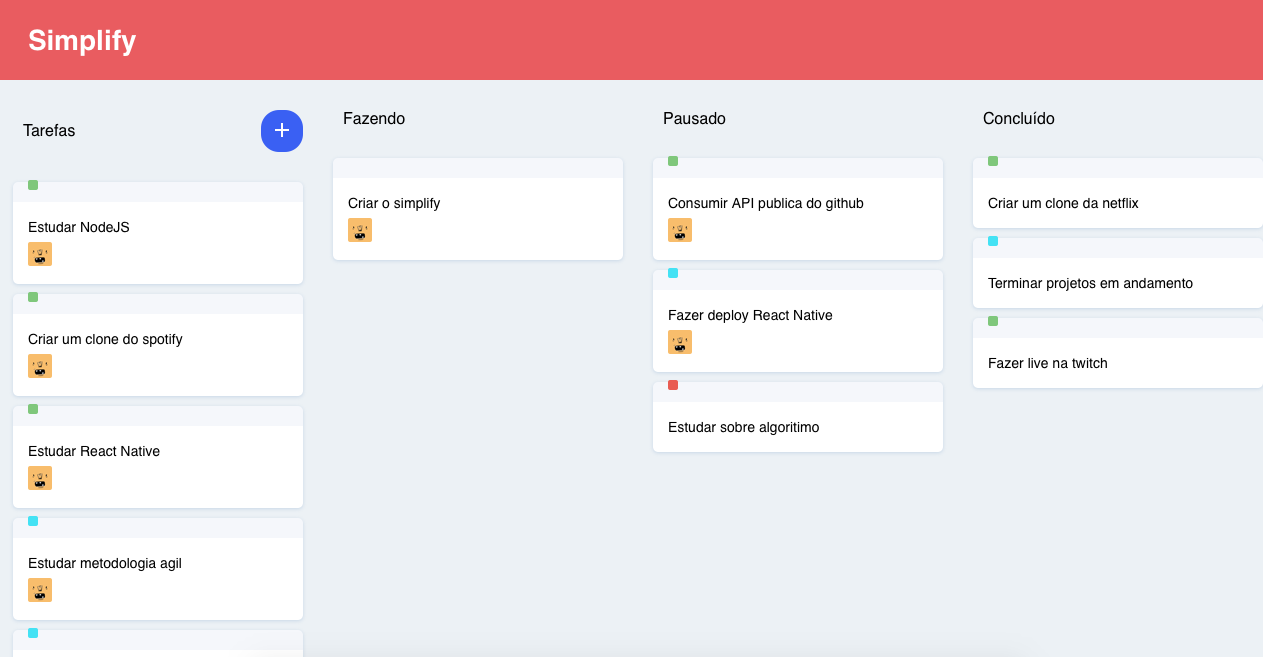 Simplify
Tarefas
+
Estudar NodeJS
Criar um clone do spotify
Estudar React Native
Estudar metodologia agil
Fazendo
Criar o simplify
Pausado
Consumir API publica do github
Fazer deploy React Native
Estudar sobre algoritimo
Concluído
Criar um clone da netflix
Terminar projetos em andamento
Fazer live na twitch